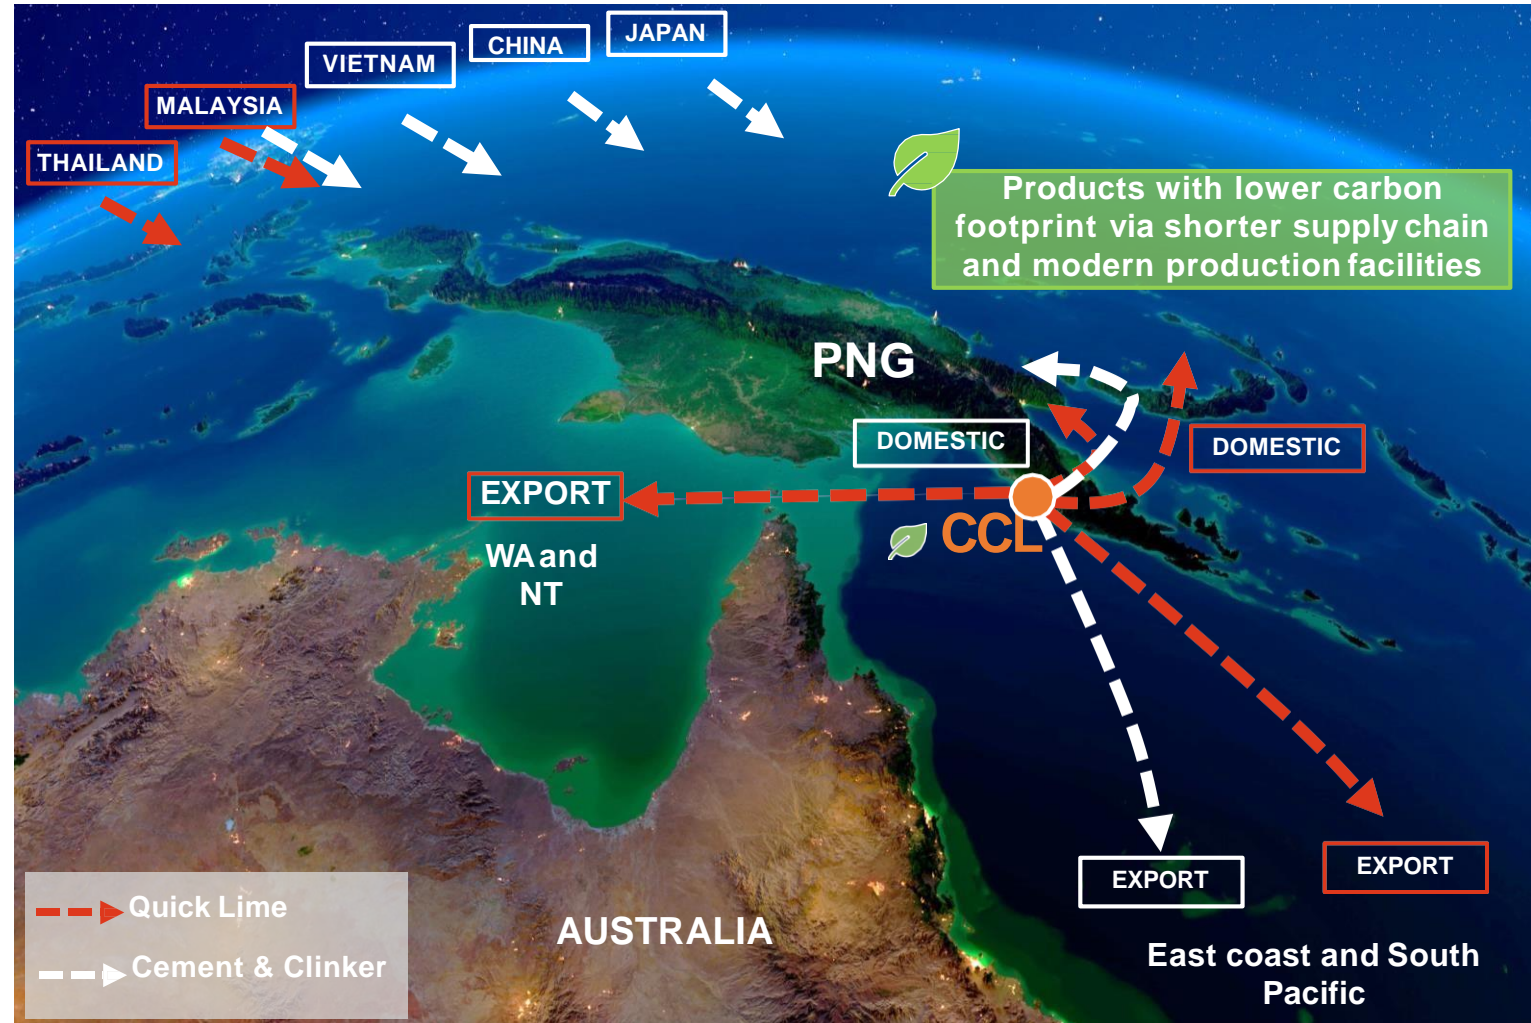 JAPAN
CHINA
VIETNAM
MALAYSIA
THAILAND
Products with lower carbon
footprint via shorter supply chain
and modern production facilities
PNG
DOMESTIC
DOMESTIC
EXPORT
WA and
NT
CCL
EXPORT
EXPORT
East coast and South
Pacific
AUSTRALIA
Quick Lime
Cement & Clinker